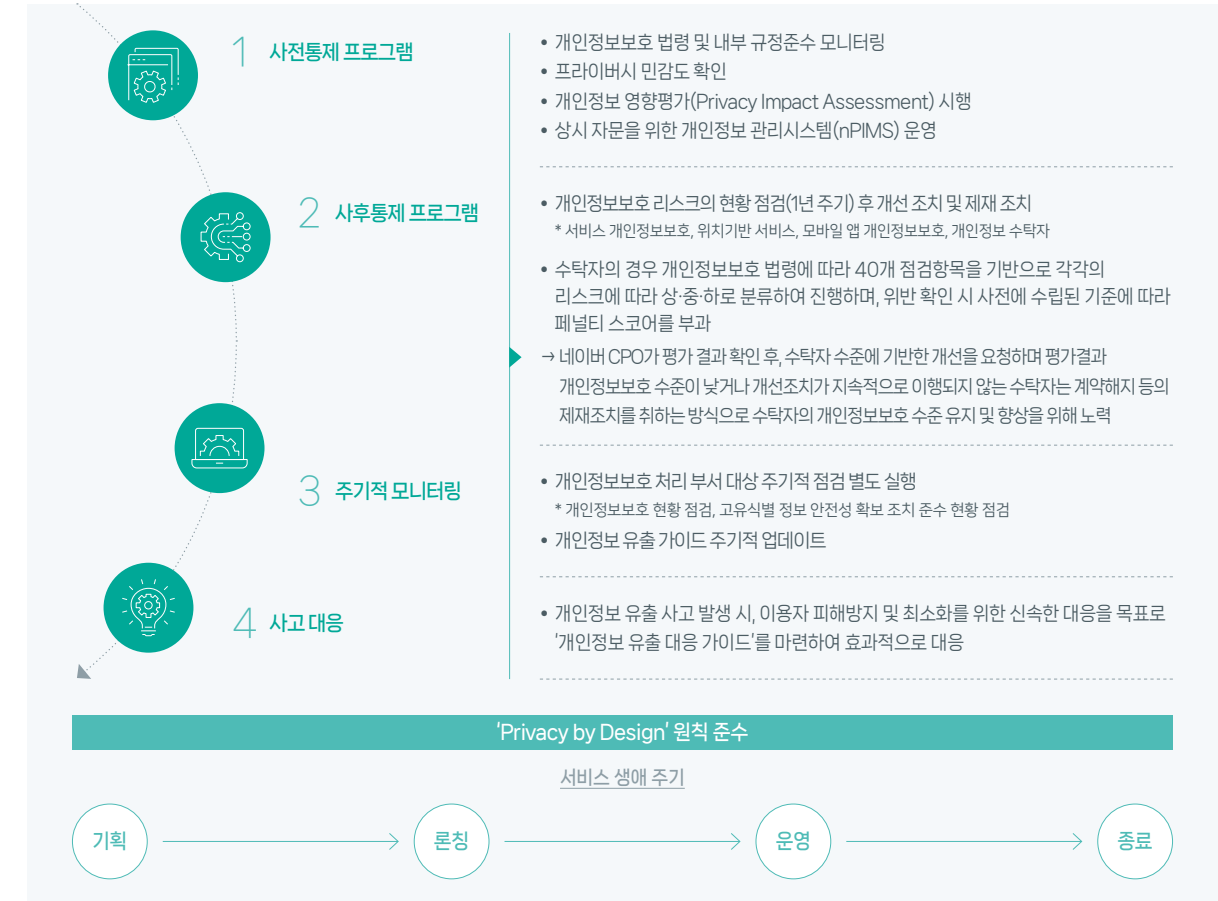 1 사전통제 프로그램
• 개인정보보호 법령 및 내부 규정준수 모니터링
• 프라이버시 민감도 확인
• 개인정보 영향평가(Privacy Impact Assessment) 시행
• 상시 자문을 위한 개인정보 관리시스템(nPIMS) 운영
2 사후통제 프로그램
• 개인정보보호 리스크의 현황 점검(1년 주기) 후 개선 조치 및 제재 조치
* 서비스 개인정보보호, 위치기반 서비스, 모바일 앱 개인정보보호, 개인정보 수탁자
• 수탁자의 경우 개인정보보호 법령에 따라 40개 점검항목을 기반으로 각각의
리스크에 따라 상·중·하로 분류하여 진행하며, 위반 확인 시 사전에 수립된 기준에 따라
페널티 스코어를 부과
→ 네이버 CPO가 평가 결과 확인 후, 수탁자 수준에 기반한 개선을 요청하며 평가결과
개인정보보호 수준이 낮거나 개선조치가 지속적으로 이행되지 않는 수탁자는 계약해지 등의
제재조치를 취하는 방식으로 수탁자의 개인정보보호 수준 유지 및 향상을 위해 노력
3 주기적 모니터링
• 개인정보보호 처리 부서 대상 주기적 점검 별도 실행
* 개인정보보호 현황 점검, 고유식별 정보 안전성 확보 조치 준수 현황 점검
• 개인정보 유출 가이드 주기적 업데이트
4 사고 대응
• 개인정보 유출 사고 발생 시, 이용자 피해방지 및 최소화를 위한 신속한 대응을 목표로
'개인정보 유출 대응 가이드'를 마련하여 효과적으로 대응
'Privacy by Design' 원칙 준수
서비스 생애 주기
기획 → 론칭 → 운영 → 종료